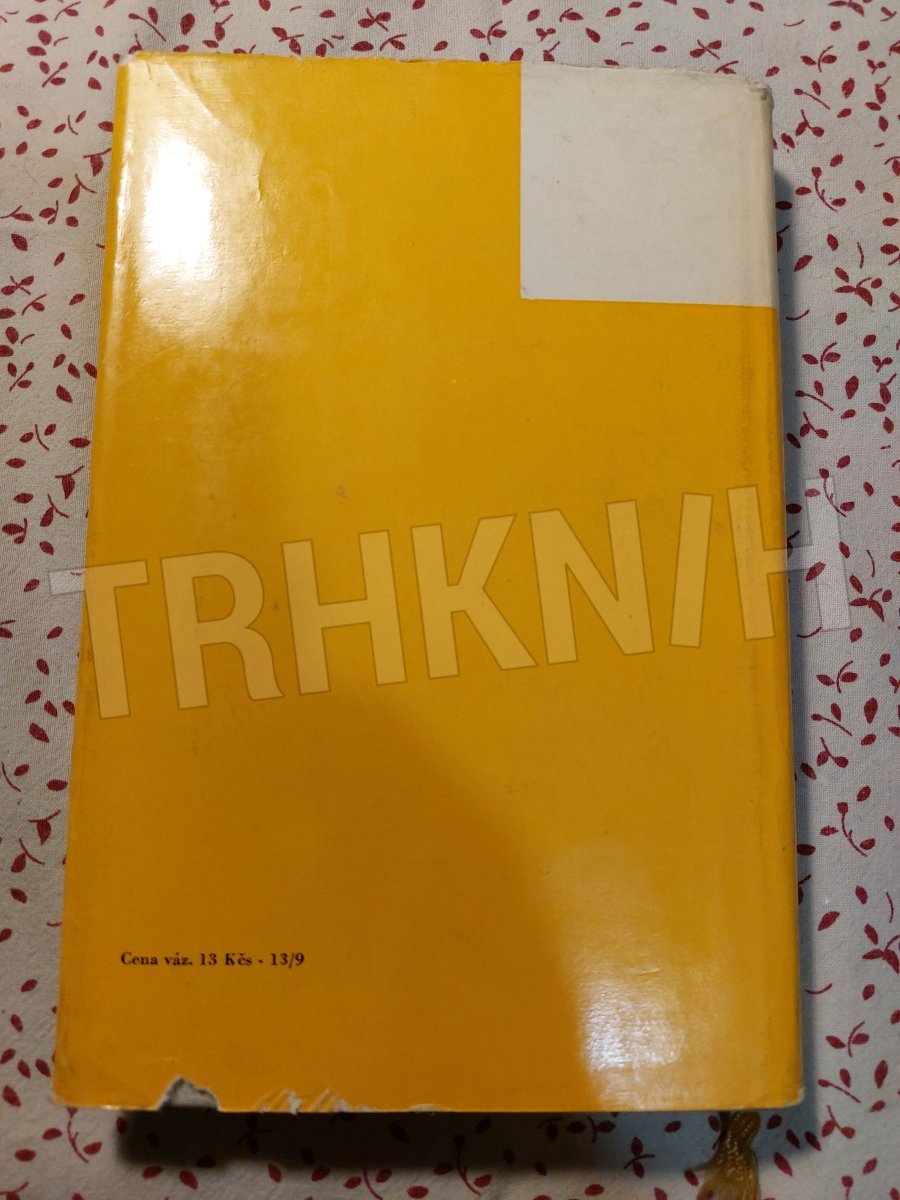 TRHKNIH
Cena váz. 13 Kčs - 13/9